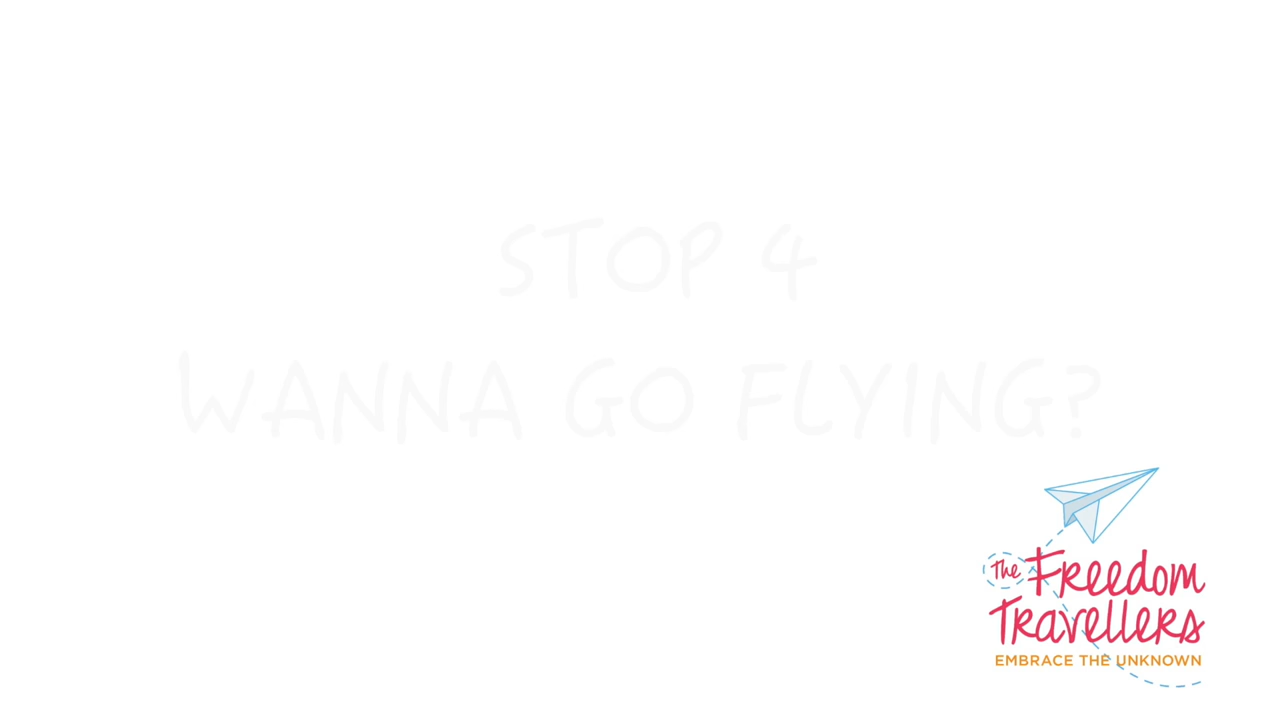 STOP 4
WANNA GO FLYING?
The Freedom
Travellers
EMBRACE THE UNKNOWN